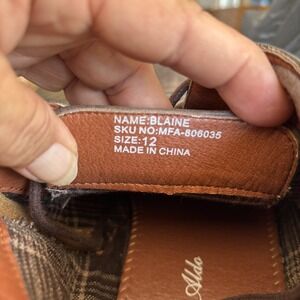 NAME:BLAINE
SKU NO:MFA-806035
SIZE:12
MADE IN CHINA
Aldo